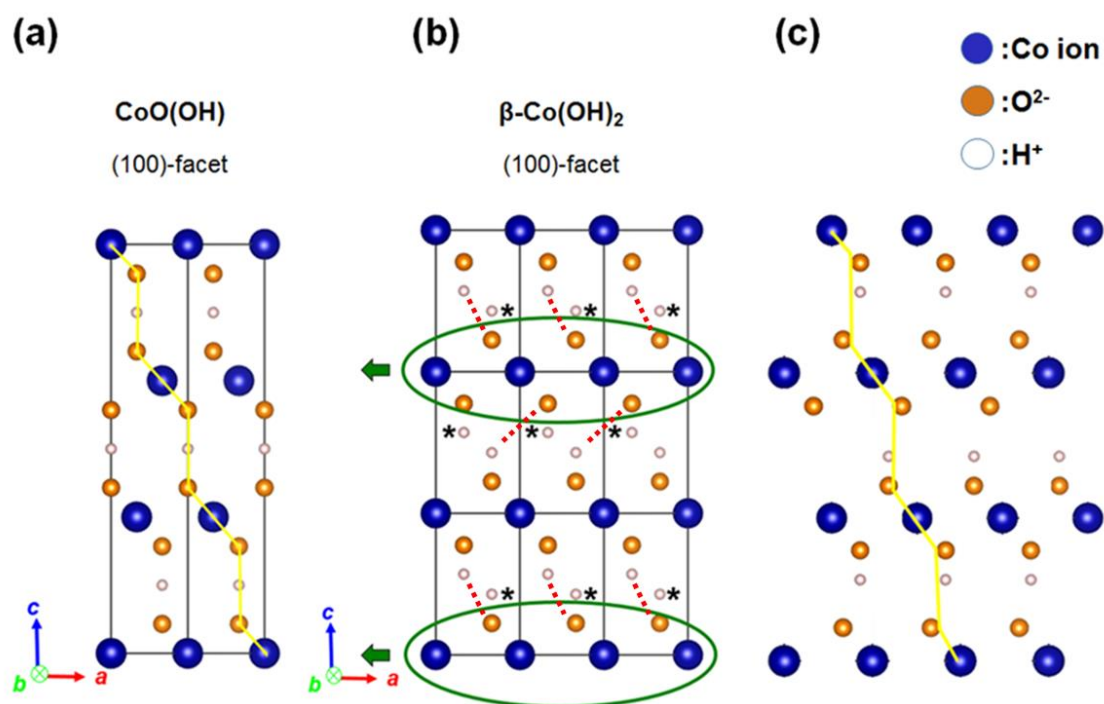 (a)
(b)
(c)
:Co ion
:O²⁻
:H⁺
CoO(OH)
(100)-facet
β-Co(OH)₂
(100)-facet
* * *
* * *
* * *
c
b
a
c
b
a